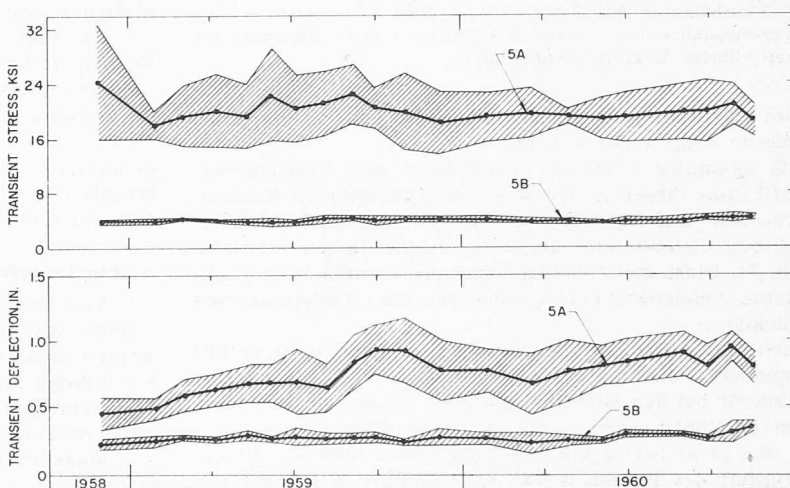 TRANSIENT STRESS, KSI
32
24
16
8
0
5A
5B
TRANSIENT DEFLECTION, IN.
1.5
1.0
0.5
0
5A
5B
1958
1959
1960